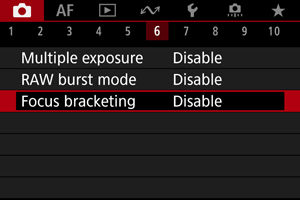 AF
1 2 3 4 5 6 7 8 9 10
Multiple exposure Disable
RAW burst mode Disable
Focus bracketing Disable